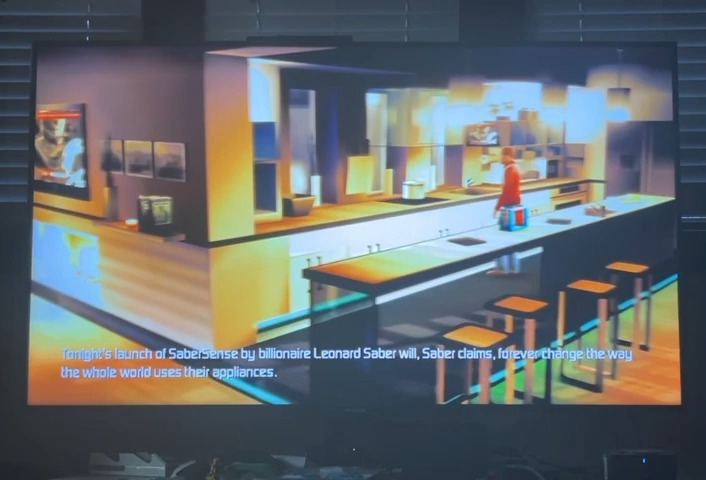 Tonight's launch of SaberSense by billionaire Leonard Saber will, Saber claims, forever change the way
the whole world uses their appliances.